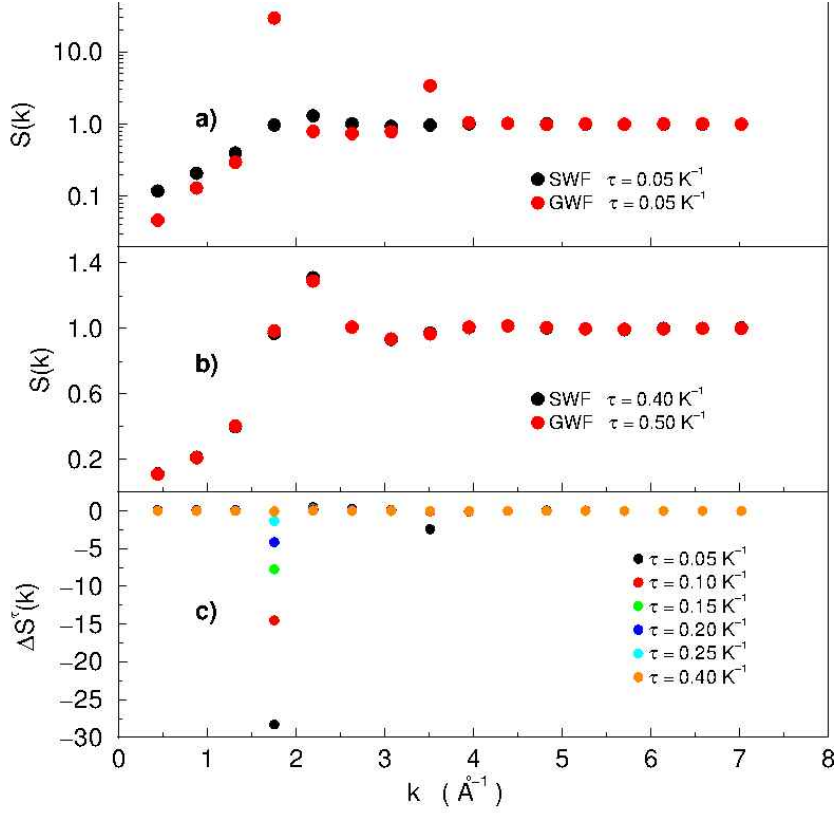 10.0
1.0
0.1
S(k)
a)
SWF τ = 0.05 K⁻¹
GWF τ = 0.05 K⁻¹
1.4
1.0
0.6
0.2
S(k)
b)
SWF τ = 0.40 K⁻¹
GWF τ = 0.50 K⁻¹
0
−5
−10
−15
−20
−25
−30
ΔSᵀ(k)
c)
τ = 0.05 K⁻¹
τ = 0.10 K⁻¹
τ = 0.15 K⁻¹
τ = 0.20 K⁻¹
τ = 0.25 K⁻¹
τ = 0.40 K⁻¹
0 1 2 3 4 5 6 7 8
k ( Å⁻¹)